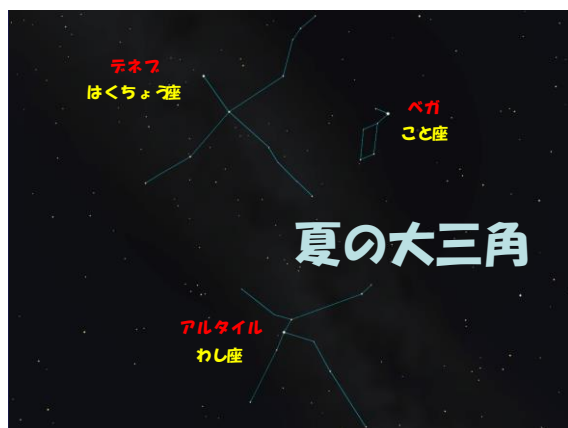 デネブ
はくちょう座
ベガ
こと座
夏の大三角
アルタイル
わし座